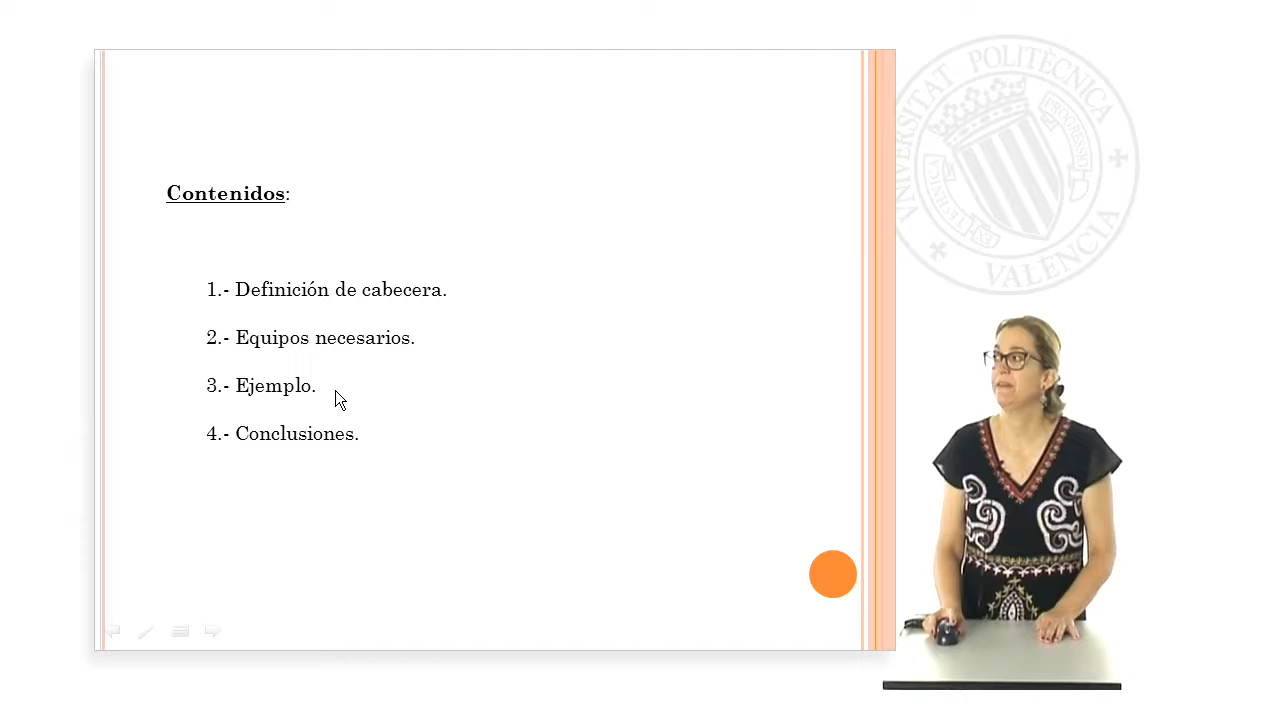 Contenidos:
1.- Definición de cabecera.
2.- Equipos necesarios.
3.- Ejemplo.
4.- Conclusiones.
UNIVERSITAT POLITÈCNICA
VALÈNCIA